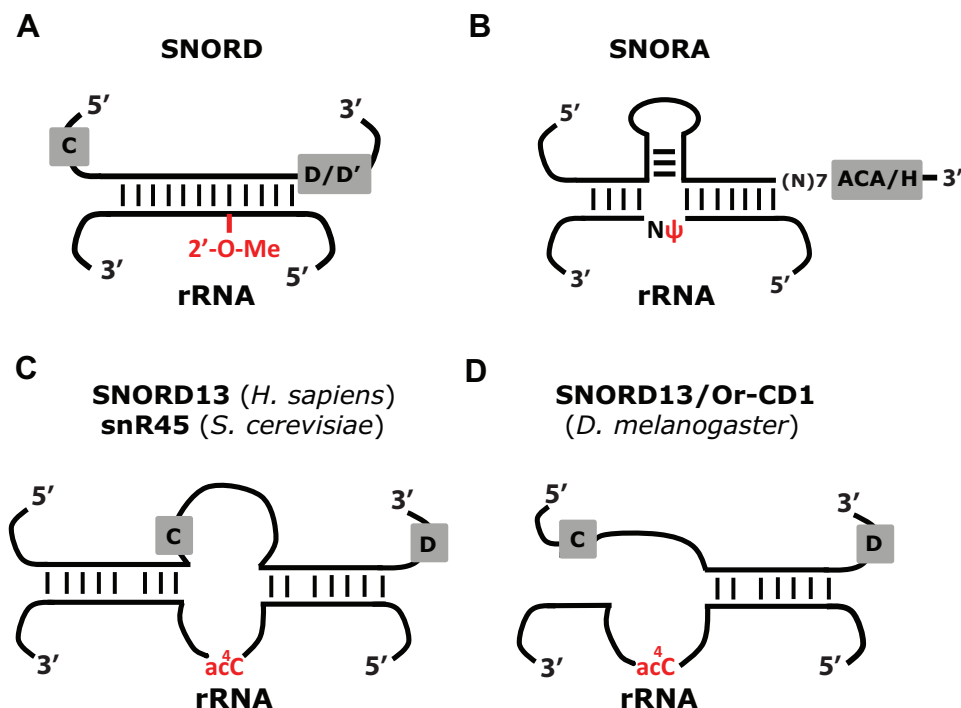 A
SNORD
5’
3’
C
D/D’
2’-O-Me
3’
5’
rRNA
B
SNORA
5’
(N)7
ACA/H
3’
Nψ
3’
5’
rRNA
C
SNORD13 (H. sapiens)
snR45 (S. cerevisiae)
5’
3’
C
D
3’
ac4C
5’
rRNA
D
SNORD13/Or-CD1
(D. melanogaster)
5’
3’
C
D
3’
ac4C
5’
rRNA